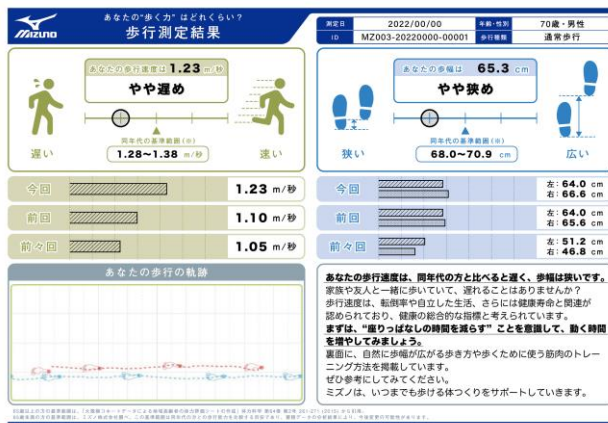 MIZUNO
あなたの"歩く力"はどれくらい?
歩行測定結果
測定日 2022/00/00 年齢・性別 70歳・男性
ID MZ003-20220000-00001 歩行種類 通常歩行
あなたの歩行速度は 1.23 m/秒
やや遅め
遅い
同年代の基準範囲(※)
1.28〜1.38 m/秒
速い
あなたの歩幅は 65.3 cm
やや狭め
狭い
同年代の基準範囲(※)
68.0〜70.9 cm
広い
今回 1.23 m/秒
前回 1.10 m/秒
前々回 1.05 m/秒
今回 左: 64.0 cm
右: 66.6 cm
前回 左: 64.0 cm
右: 65.6 cm
前々回 左: 51.2 cm
右: 46.8 cm
あなたの歩行の軌跡
あなたの歩行速度は、同年代の方と比べると遅く、歩幅は狭いです。
家族や友人と一緒に歩いていて、遅れることはありませんか?
歩行速度は、転倒率や自立した生活、さらには健康寿命と関連が
認められており、健康の総合的な指標と考えられています。
まずは、"座りっぱなしの時間を減らす"ことを意識して、動く時間
を増やしてみましょう。
裏面に、自然に歩幅が広がる歩き方や歩くために使う筋肉のトレー
ニング方法を掲載しています。
ぜひ参考にしてみてください。
ミズノは、いつまでも歩ける体つくりをサポートしていきます。